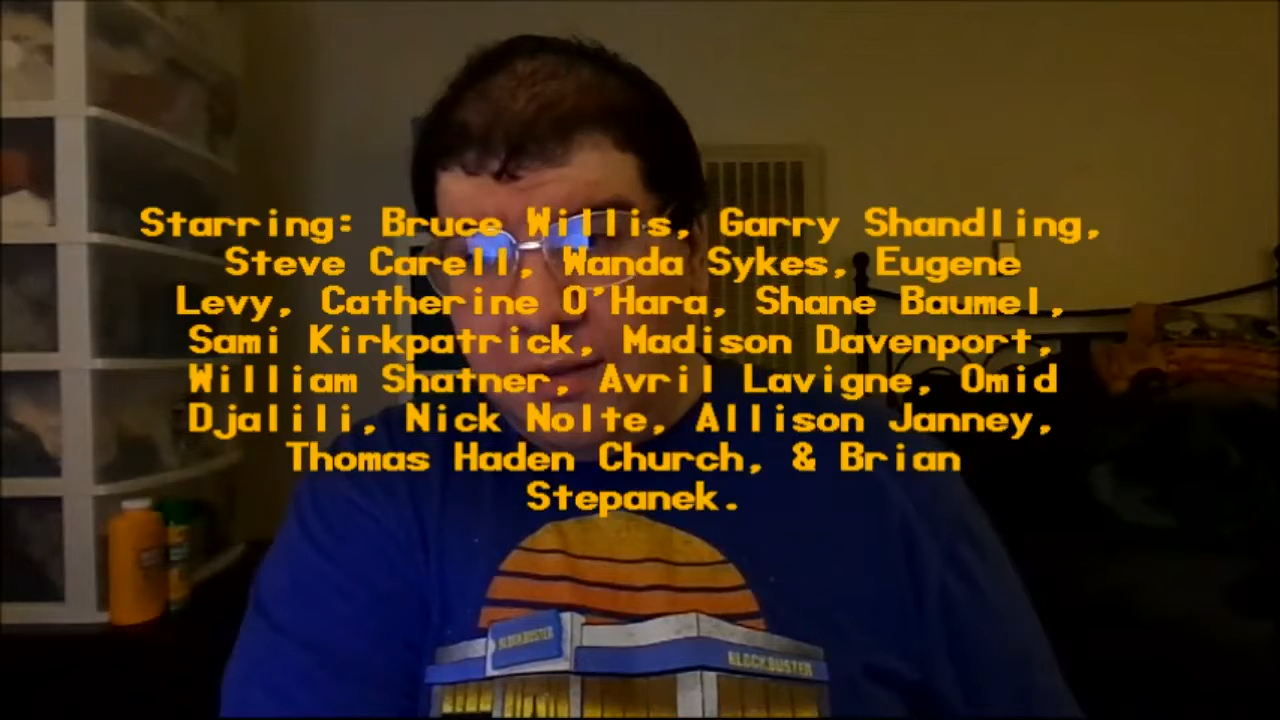 Starring: Bruce Willis, Garry Shandling,
Steve Carell, Wanda Sykes, Eugene
Levy, Catherine O'Hara, Shane Baumel,
Sami Kirkpatrick, Madison Davenport,
William Shatner, Avril Lavigne, Omid
Djalili, Nick Nolte, Allison Janney,
Thomas Haden Church, & Brian
Stepanek.
BLOCKBUSTER
BLOCKBUSTER